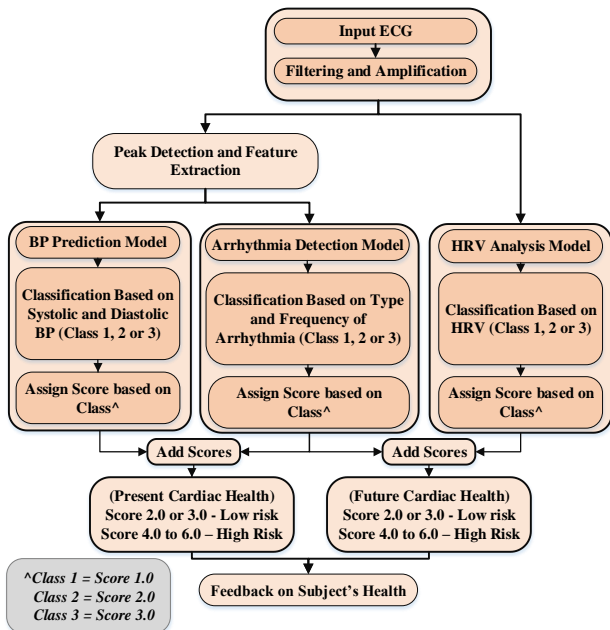 Input ECG
Filtering and Amplification
Peak Detection and Feature
Extraction
BP Prediction Model
Classification Based on
Systolic and Diastolic
BP (Class 1, 2 or 3)
Assign Score based on
Class^
Arrhythmia Detection Model
Classification Based on Type
and Frequency of
Arrhythmia (Class 1, 2 or 3)
Assign Score based on
Class^
HRV Analysis Model
Classification Based on
HRV (Class 1, 2 or 3)
Assign Score based on
Class^
Add Scores
Add Scores
(Present Cardiac Health)
Score 2.0 or 3.0 - Low risk
Score 4.0 to 6.0 – High Risk
(Future Cardiac Health)
Score 2.0 or 3.0 - Low risk
Score 4.0 to 6.0 – High Risk
Feedback on Subject's Health
^Class 1 = Score 1.0
Class 2 = Score 2.0
Class 3 = Score 3.0